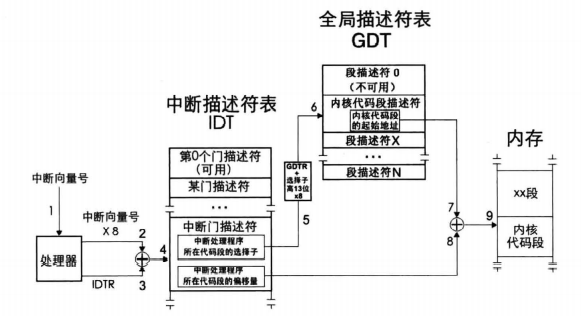 全局描述符表
GDT
段描述符 0
(不可用)
内核代码段描述符
内核代码段
的起始地址
段描述符X
...
段描述符N
中断描述符表
IDT
第0个门描述符
(可用)
某门描述符
...
中断门描述符
中断处理程序
所在代码段的选择子
中断处理程序
所在代码段的偏移量
GDTR
+
选择子
高13位
x8
内存
xx段
内核
代码段
中断向量号
1
中断向量号
X 8
处理器
IDTR
2
3
4
5
6
7
8
9